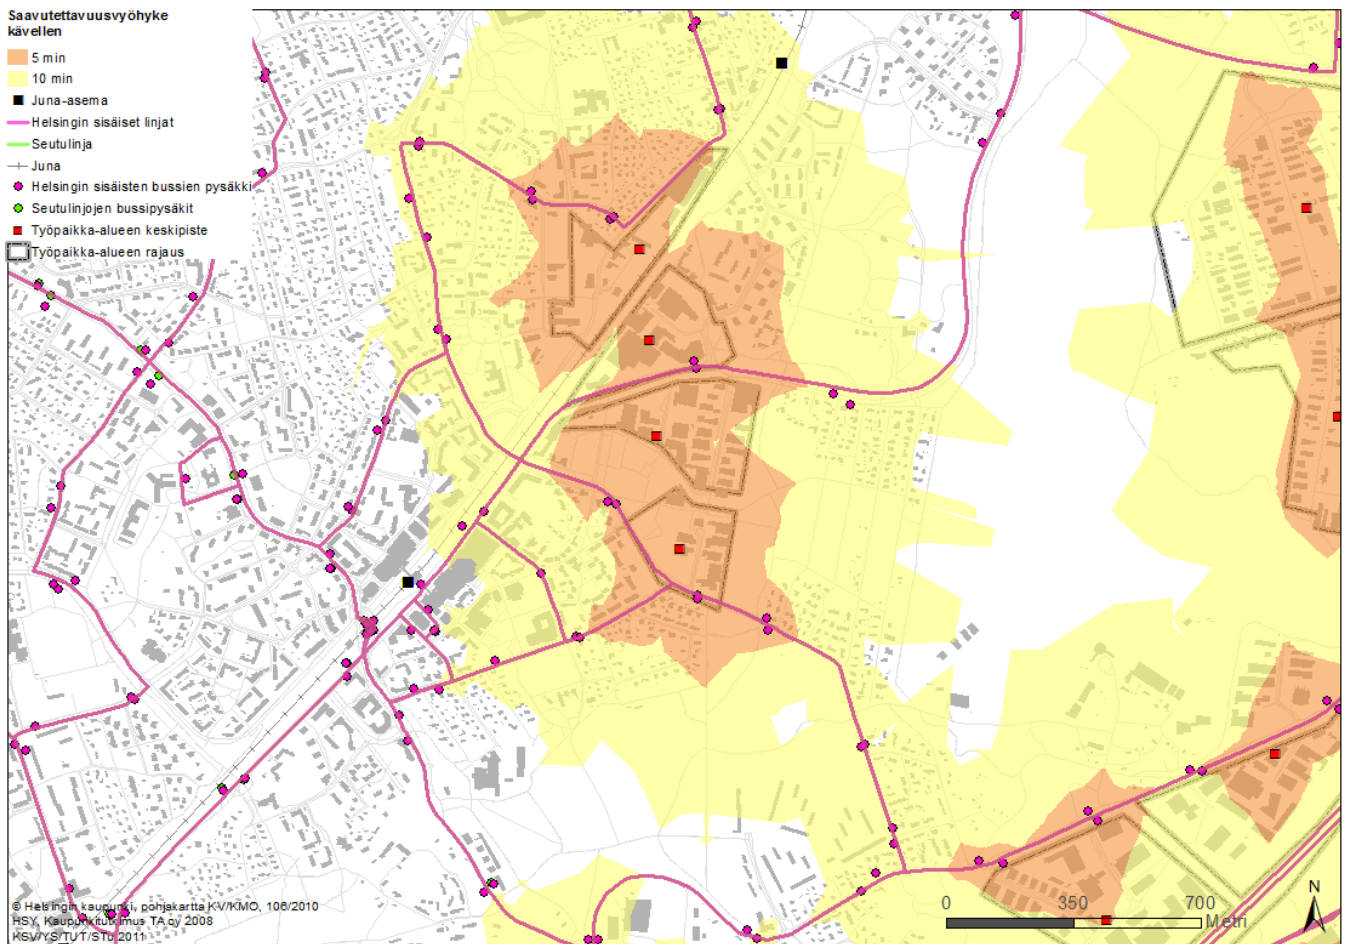 Saavutettavuusvyöhyke
kävellen
5 min
10 min
Juna-asema
Helsingin sisäiset linjat
Seutulinja
Juna
Helsingin sisäisten bussien pysäkki
Seutulinjojen bussipysäkit
Työpaikka-alueen keskipiste
Työpaikka-alueen rajaus
N
0 350 700
Metri
© Helsingin kaupunki, pohjakartta KV/KMO, 106/2010
HSY, Kaupunkitutkimus TA oy 2008
KSV/YS/TUT/STu 2011